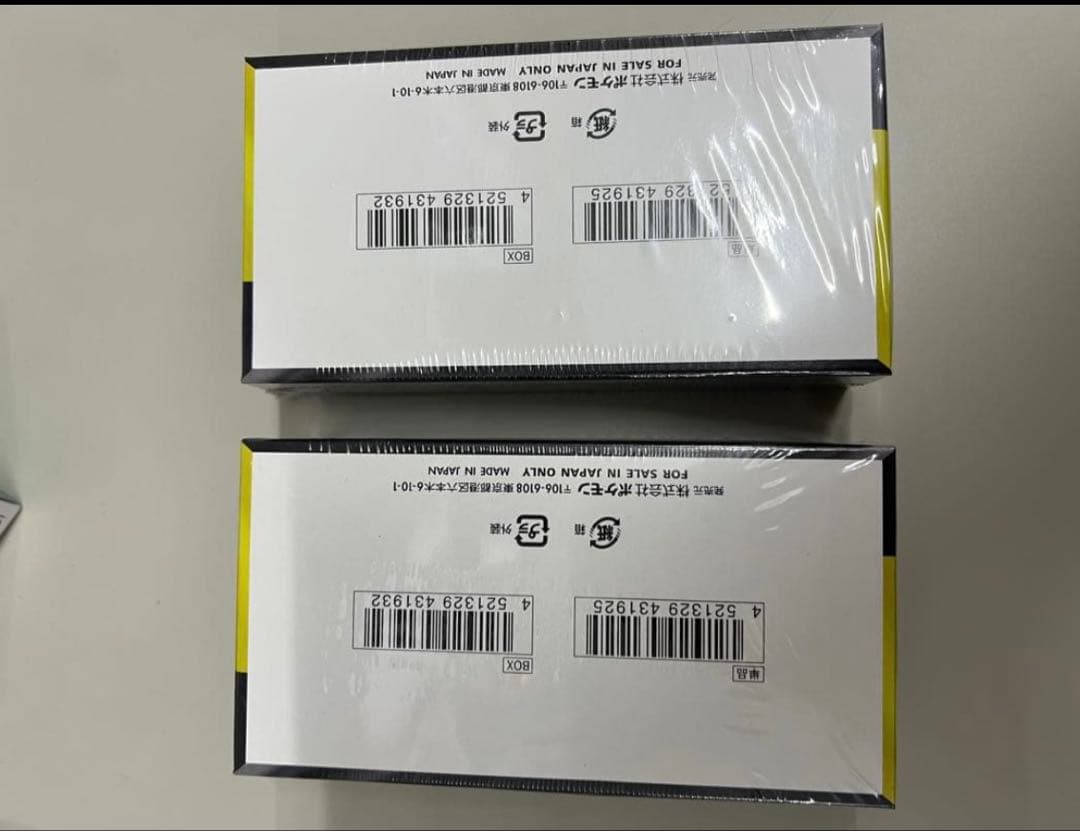 単品 BOX
4 521329 431925 4 521329 431932
紙 箱 プラ 外装
発売元 株式会社ポケモン 〒106-6108 東京都港区六本木6-10-1
FOR SALE IN JAPAN ONLY MADE IN JAPAN
BOX
431925 4 521329 431932
紙 箱 プラ 外装
発売元 株式会社ポケモン 〒106-6108 東京都港区六本木6-10-1
FOR SALE IN JAPAN ONLY MADE IN JAPAN